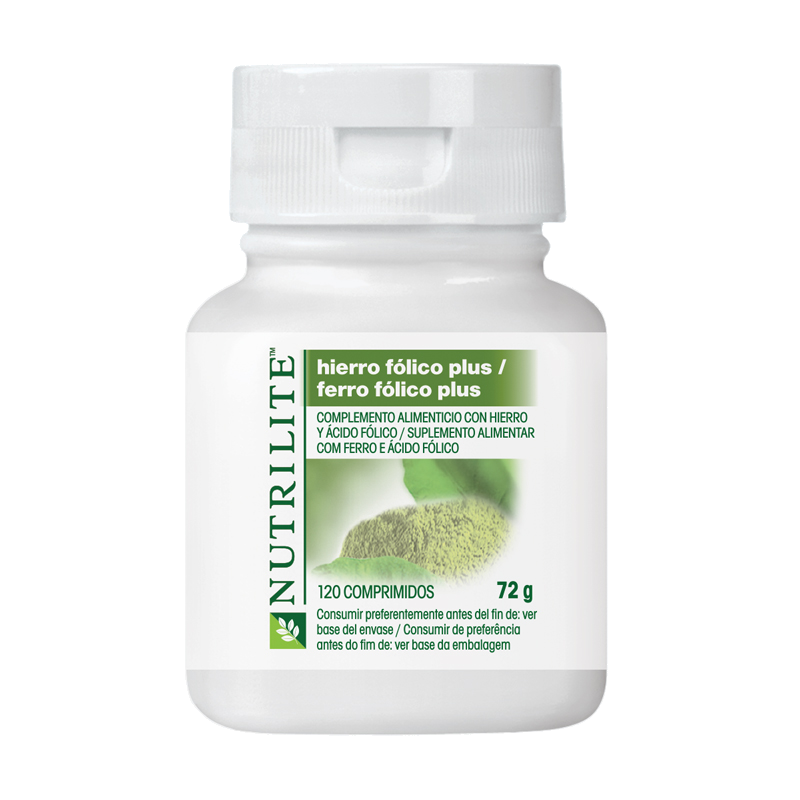 NUTRILITE™
hierro fólico plus /
ferro fólico plus
COMPLEMENTO ALIMENTICIO CON HIERRO
Y ÁCIDO FÓLICO / SUPLEMENTO ALIMENTAR
COM FERRO E ÁCIDO FÓLICO
120 COMPRIMIDOS 72 g
Consumir preferentemente antes del fin de: ver
base del envase / Consumir de preferência
antes do fim de: ver base da embalagem